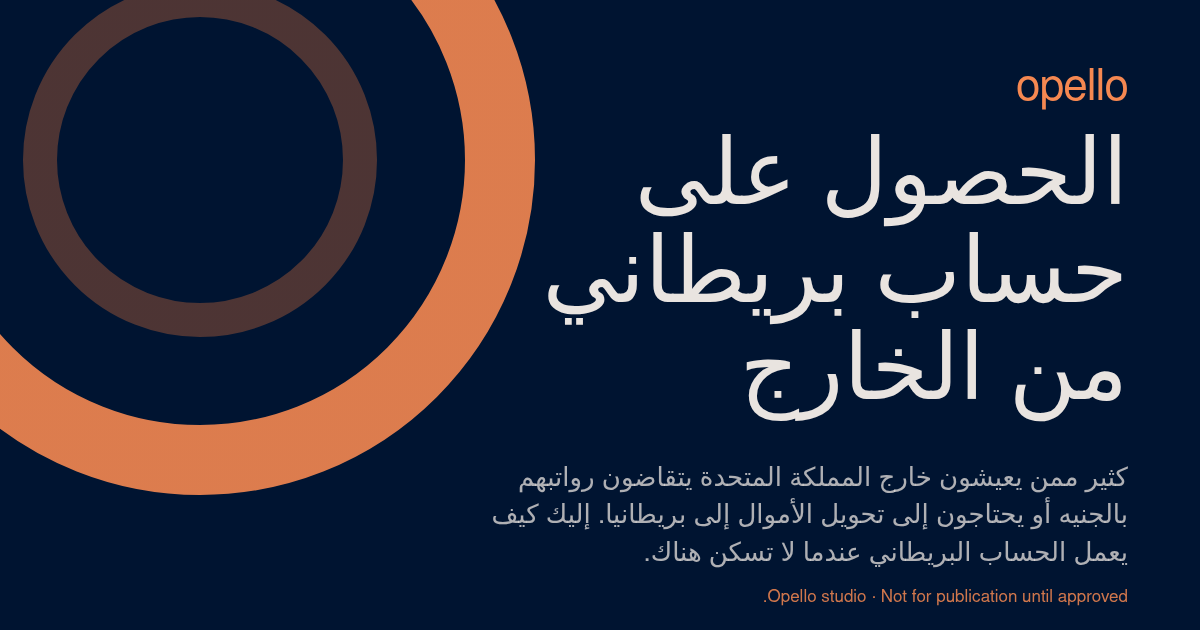 opello
الحصول على
حساب بريطاني
من الخارج
كثير ممن يعيشون خارج المملكة المتحدة يتقاضون رواتبهم
بالجنيه أو يحتاجون إلى تحويل الأموال إلى بريطانيا. إليك كيف
يعمل الحساب البريطاني عندما لا تسكن هناك.
Opello studio · Not for publication until approved.